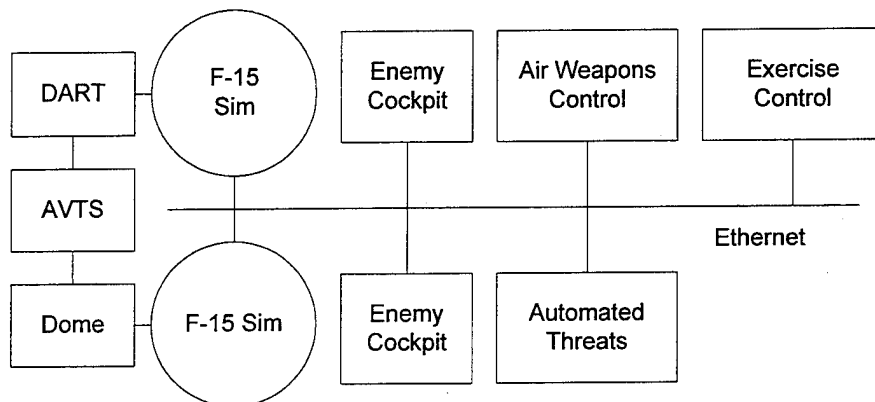 DART
F-15
Sim
Enemy
Cockpit
Air Weapons
Control
Exercise
Control
AVTS
Ethernet
Dome
F-15 Sim
Enemy
Cockpit
Automated
Threats